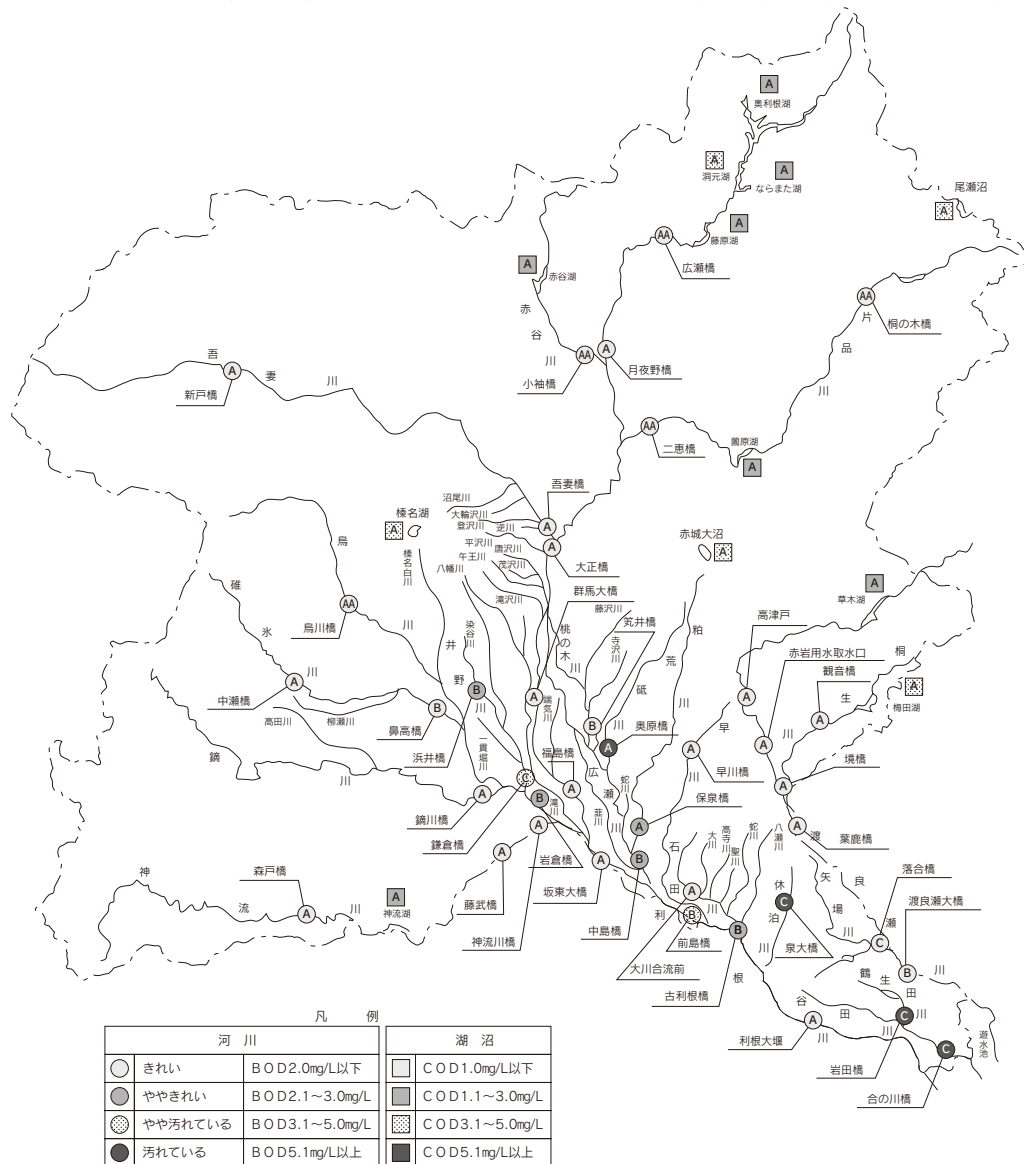 A
奥利根湖
A
洞元湖
A
ならまた湖
尾瀬沼
A
A
藤原湖
AA
広瀬橋
A
赤谷湖
赤谷川
AA
桐の木橋
片品川
AA
小袖橋
A
月夜野橋
吾妻川
A
新戸橋
AA
二恵橋
薗原湖
A
吾妻橋
A
沼尾川
大輪沢川
登沢川
逆川
平沢川
唐沢川
午王川
茂沢川
八幡川
滝沢川
A
大正橋
榛名湖
A
榛名白川
赤城大沼
A
烏川
AA
烏川橋
碓氷川
A
中瀬橋
柳瀬川
高田川
B
鼻高橋
井野川
染谷川
B
浜井橋
一貫堀川
群馬大橋
A
桃の木川
藤沢川
寺沢川
笂井橋
B
荒砥川
A
奥原橋
粕川
端気川
福島橋
A
広瀬川
韮川
蛇川
滝川
A
草木湖
高津戸
A
赤岩用水取水口
A
観音橋
A
桐生川
A
梅田湖
境橋
A
早川
A
早川橋
A
葉鹿橋
渡良瀬川
鏑川
A
鏑川橋
C
鎌倉橋
B
岩倉橋
A
保泉橋
B
中島橋
A
坂東大橋
A
神流川橋
A
藤武橋
神流川
A
森戸橋
A
神流湖
石田川
大川
高寺川
聖川
蛇川
八瀬川
A
大川合流前
B
前島橋
B
古利根橋
利根川
休泊川
C
泉大橋
矢場川
C
落合橋
B
渡良瀬大橋
鶴生田川
谷田川
A
利根大堰
C
岩田橋
C
合の川橋
遊水池
凡 例
河 川
湖 沼
きれい BOD2.0mg/L以下 COD1.0mg/L以下
ややきれい BOD2.1〜3.0mg/L COD1.1〜3.0mg/L
やや汚れている BOD3.1〜5.0mg/L COD3.1〜5.0mg/L
汚れている BOD5.1mg/L以上 COD5.1mg/L以上